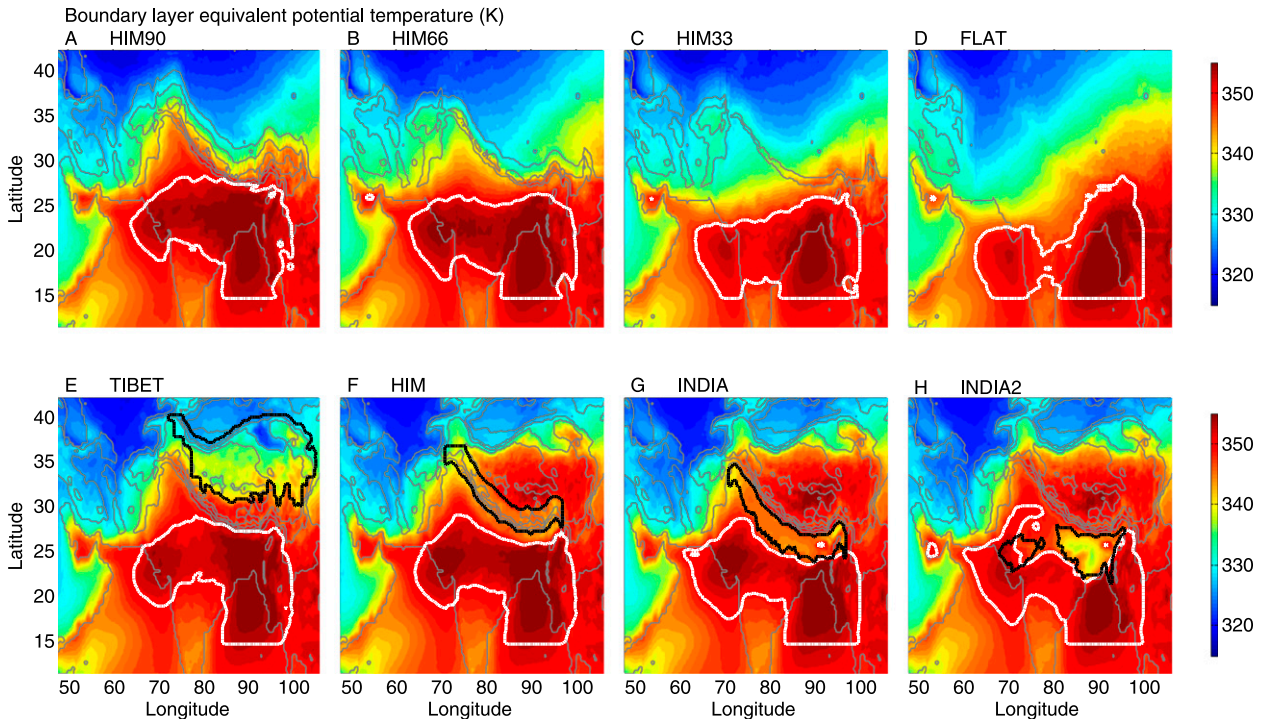 Boundary layer equivalent potential temperature (K)
A HIM90 B HIM66 C HIM33 D FLAT
40
35
30
25
20
15
Latitude
350
340
330
320
E TIBET F HIM G INDIA H INDIA2
40
35
30
25
20
15
Latitude
350
340
330
320
50 60 70 80 90 100 50 60 70 80 90 100 50 60 70 80 90 100 50 60 70 80 90 100
Longitude Longitude Longitude Longitude